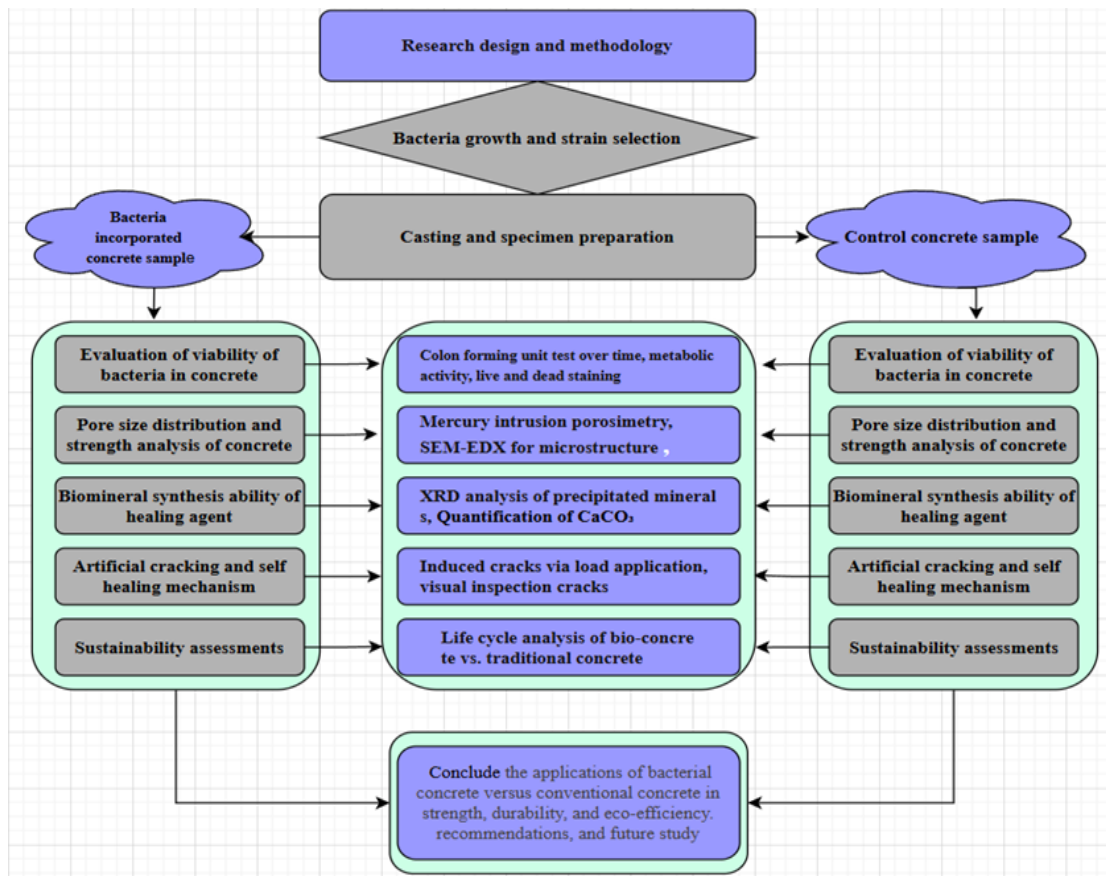 Research design and methodology
Bacteria growth and strain selection
Bacteria
incorporated
concrete sample
Casting and specimen preparation
Control concrete sample
Evaluation of viability of
bacteria in concrete
Colon forming unit test over time, metabolic
activity, live and dead staining
Evaluation of viability of
bacteria in concrete
Pore size distribution and
strength analysis of concrete
Mercury intrusion porosimetry,
SEM-EDX for microstructure ,
Pore size distribution and
strength analysis of concrete
Biomineral synthesis ability of
healing agent
XRD analysis of precipitated mineral
s, Quantification of CaCO₃
Biomineral synthesis ability of
healing agent
Artificial cracking and self
healing mechanism
Induced cracks via load application,
visual inspection cracks
Artificial cracking and self
healing mechanism
Sustainability assessments
Life cycle analysis of bio-concre
te vs. traditional concrete
Sustainability assessments
Conclude the applications of bacterial
concrete versus conventional concrete in
strength, durability, and eco-efficiency.
recommendations, and future study